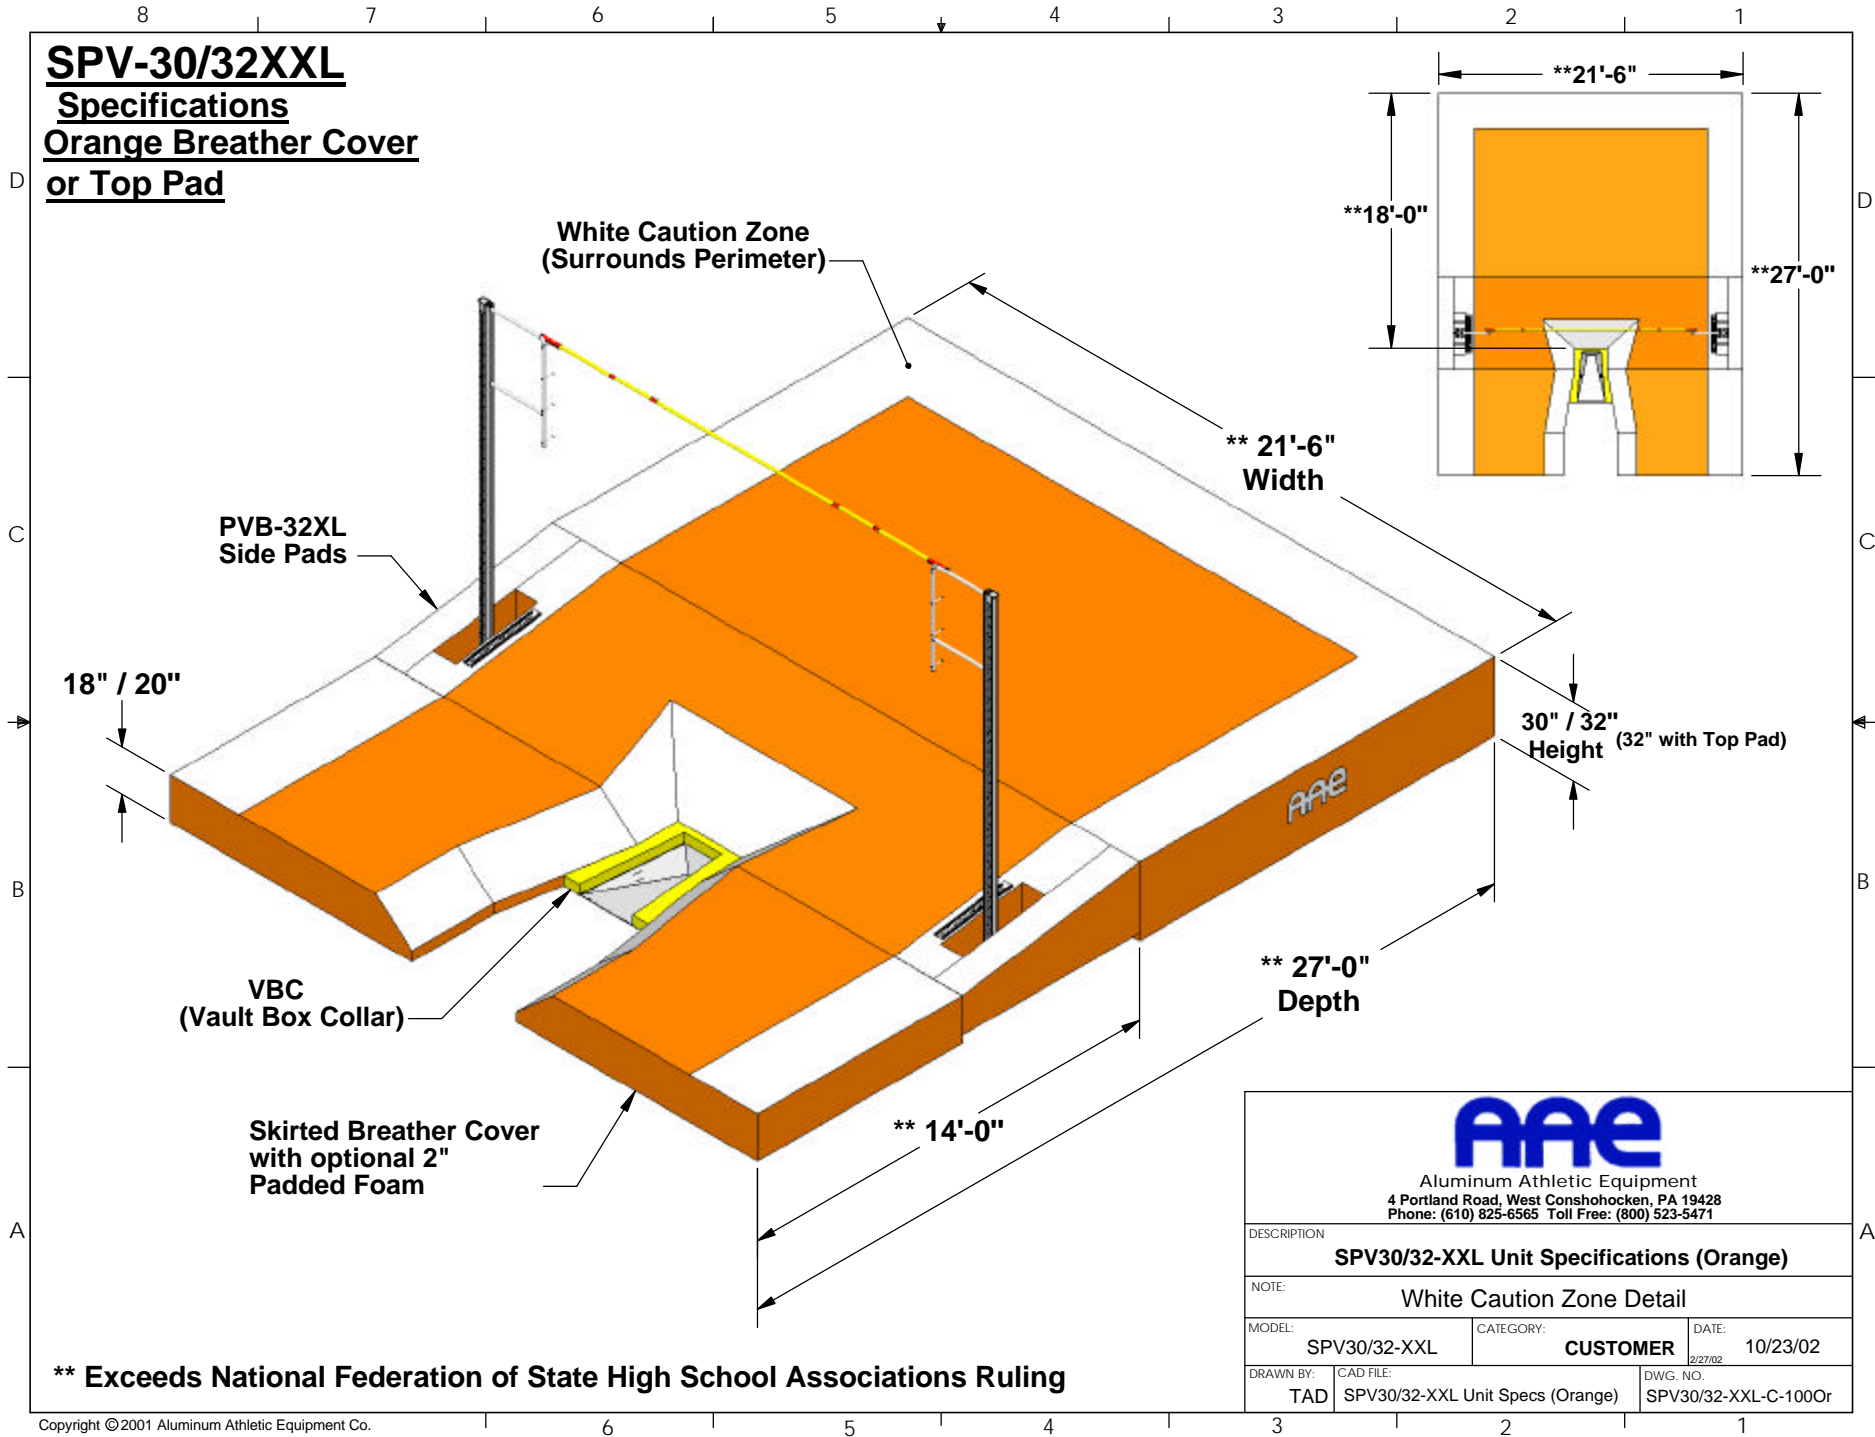 8 7 6 5 4 3 2 1
SPV-30/32XXL
Specifications
Orange Breather Cover
or Top Pad
**21'-6"
**18'-0"
**27'-0"
D
D
White Caution Zone
(Surrounds Perimeter)
** 21'-6"
Width
PVB-32XL
Side Pads
C
C
18" / 20"
30" / 32"
Height
(32" with Top Pad)
AAE
B
B
VBC
(Vault Box Collar)
** 27'-0"
Depth
** 14'-0"
Skirted Breather Cover
with optional 2"
Padded Foam
A
A
AAE
Aluminum Athletic Equipment
4 Portland Road, West Conshohocken, PA 19428
Phone: (610) 825-6565 Toll Free: (800) 523-5471
DESCRIPTION
SPV30/32-XXL Unit Specifications (Orange)
NOTE:
White Caution Zone Detail
MODEL:
SPV30/32-XXL
CATEGORY:
CUSTOMER
DATE:
2/27/02
10/23/02
DRAWN BY:
TAD
CAD FILE:
SPV30/32-XXL Unit Specs (Orange)
DWG. NO.
SPV30/32-XXL-C-100Or
** Exceeds National Federation of State High School Associations Ruling
Copyright ©2001 Aluminum Athletic Equipment Co.
6 5 4 3 2 1